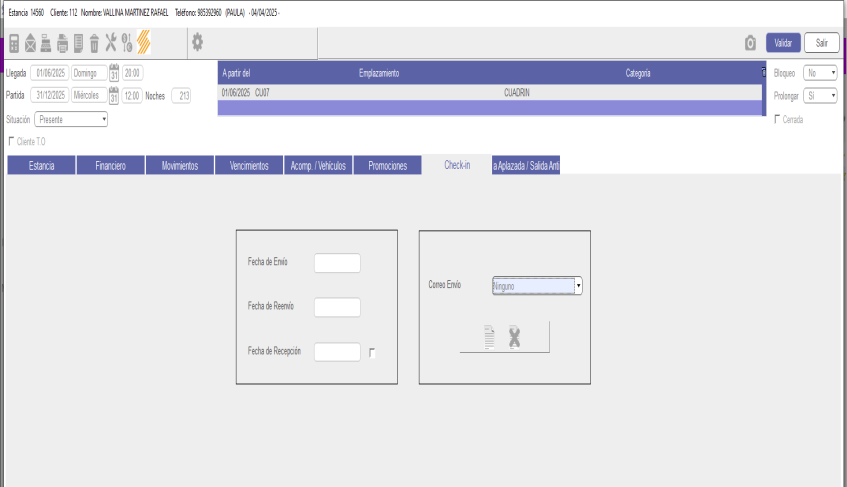 Estancia 14560 Cliente: 112 Nombre: VALLINA MARTINEZ RAFAEL Teléfono: 985392960 (PAULA) - 04/04/2025 -
Validar Salir
Llegada 01/06/2025 Domingo 31 20:00
Partida 31/12/2025 Miércoles 31 12:00 Noches 213
Situación Presente
Cliente T.O
A partir del Emplazamiento Categoría
01/06/2025 CU07 CUADRIN
Bloqueo No
Prolongar Sí
Cerrada
Estancia Financiero Movimientos Vencimientos Acomp. / Vehículos Promociones Check-in a Aplazada / Salida Anti
Fecha de Envío
Fecha de Reenvío
Fecha de Recepción
Correo Envío Ninguno